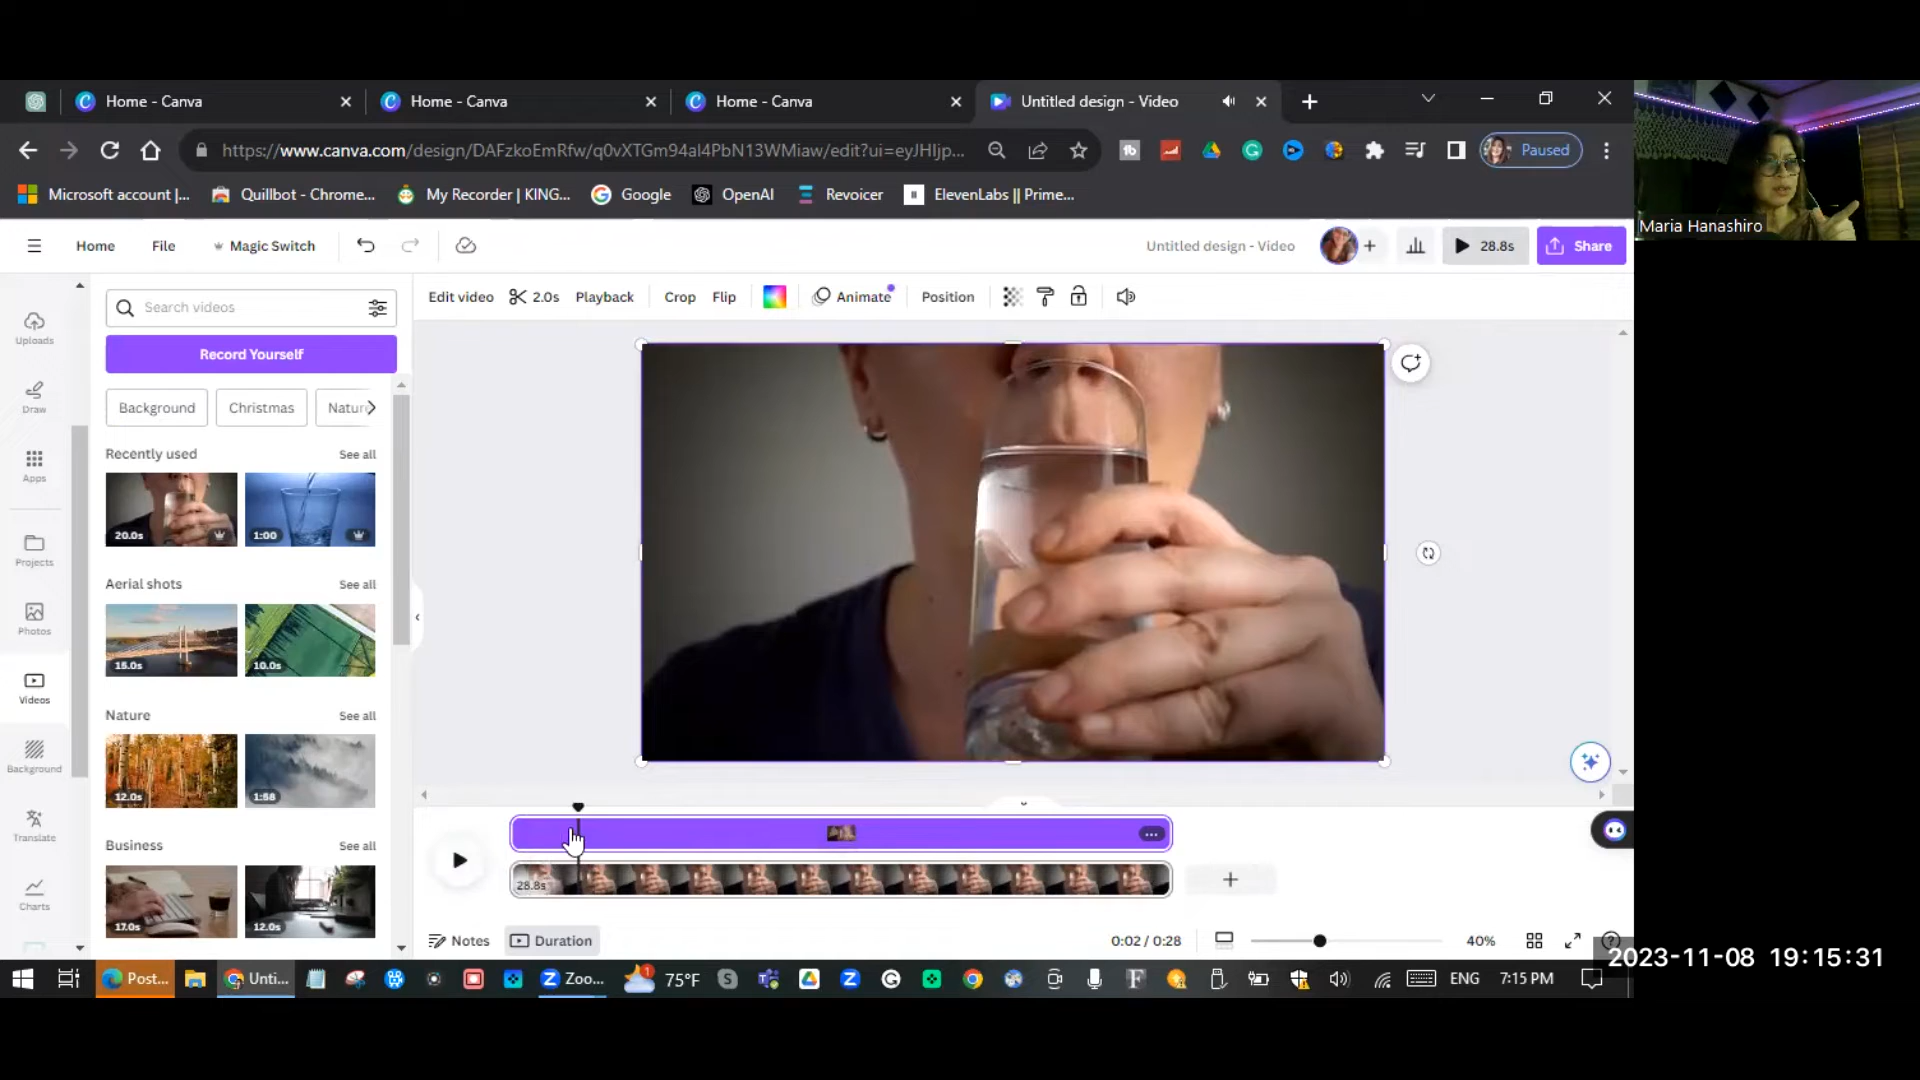 Home - Canva
Home - Canva
Home - Canva
Untitled design - Video
https://www.canva.com/design/DAFzkoEmRfw/q0vXTGm94al4PbN13WMiaw/edit?ui=eyJHIjp...
Paused
Microsoft account |...
Quillbot - Chrome...
My Recorder | KING...
Google
OpenAI
Revoicer
ElevenLabs || Prime...
Maria Hanashiro
Home
File
Magic Switch
Untitled design - Video
28.8s
Share
Edit video
2.0s
Playback
Crop
Flip
Animate
Position
Uploads
Draw
Apps
Projects
Photos
Videos
Background
Translate
Charts
Search videos
Record Yourself
Background
Christmas
Natur
Recently used
See all
20.0s
1:00
Aerial shots
See all
15.0s
10.0s
Nature
See all
12.0s
1:58
Business
See all
17.0s
12.0s
28.8s
Notes
Duration
0:02 / 0:28
40%
2023-11-08 19:15:31
Post...
Unti...
Zoo...
1
75°F
ENG
7:15 PM